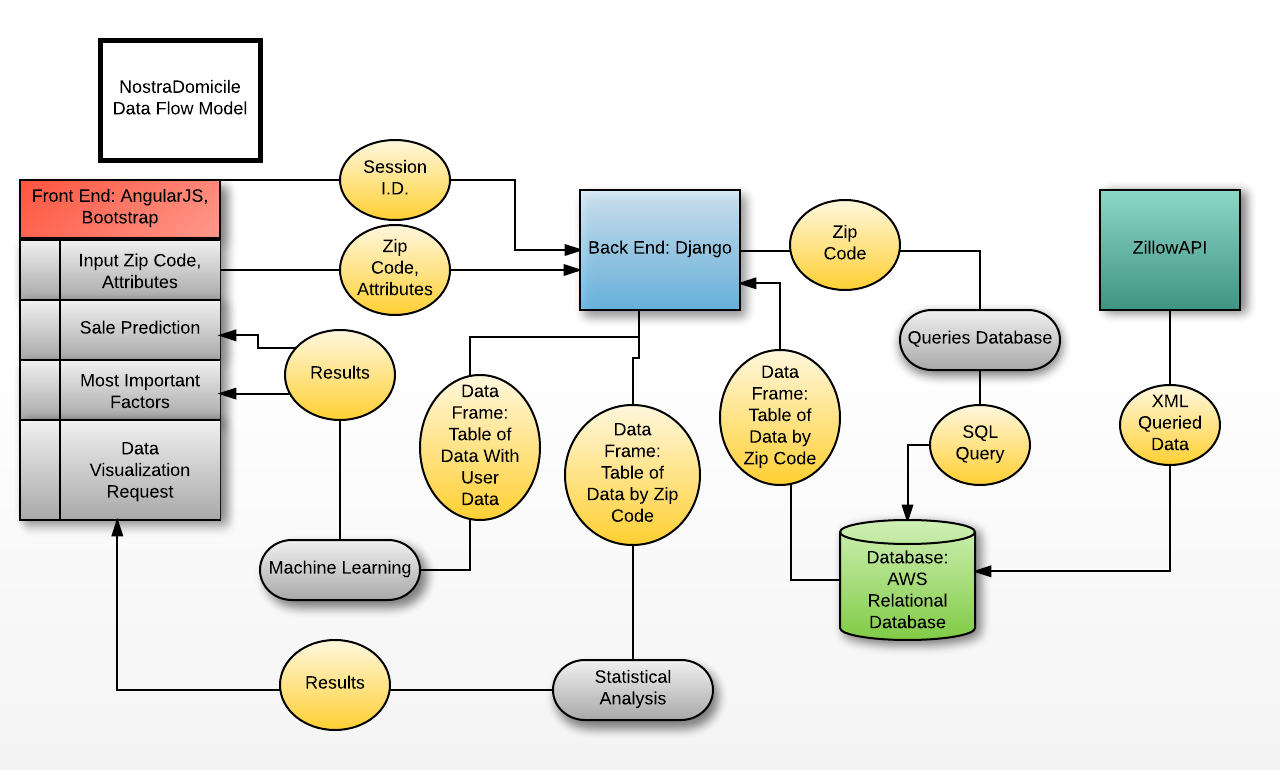 NostraDomicile
Data Flow Model
Session
I.D.
Front End: AngularJS,
Bootstrap
Zip
Code,
Attributes
Input Zip Code,
Attributes
Sale Prediction
Most Important
Factors
Data
Visualization
Request
Results
Back End: Django
Zip
Code
ZillowAPI
Queries Database
Data
Frame:
Table of
Data With
User
Data
Data
Frame:
Table of
Data by Zip
Code
Data
Frame:
Table of
Data by
Zip Code
SQL
Query
XML
Queried
Data
Machine Learning
Database:
AWS
Relational
Database
Results
Statistical
Analysis